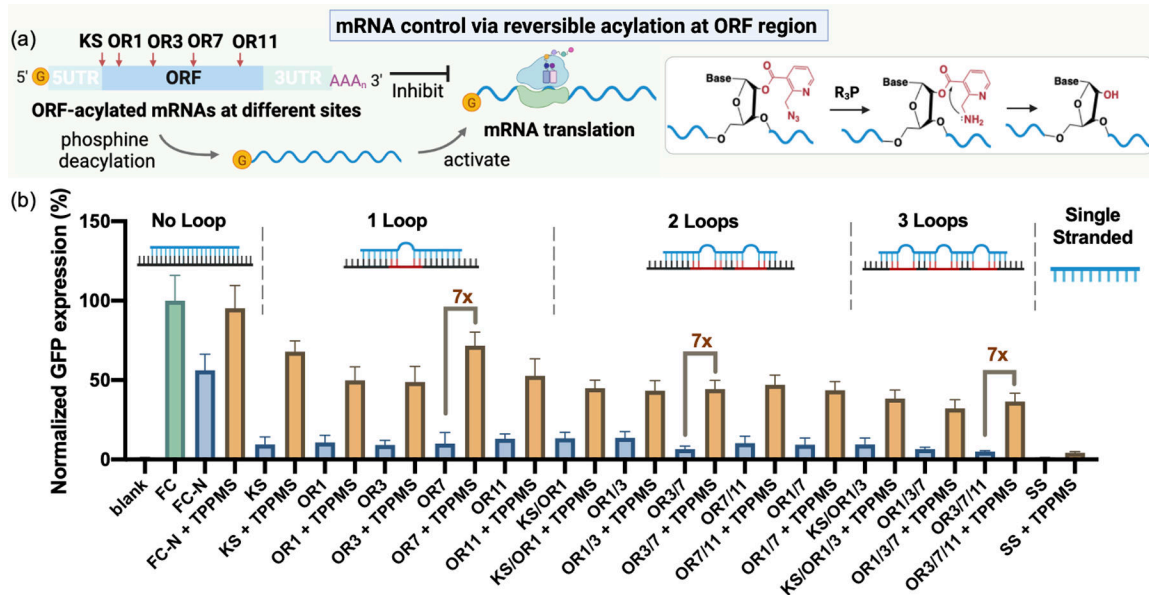 mRNA control via reversible acylation at ORF region
(a)
KS OR1 OR3 OR7 OR11
5' G 5UTR ORF 3UTR AAAn 3'
Inhibit
ORF-acylated mRNAs at different sites
phosphine
deacylation
G
activate
G
mRNA translation
Base O O N
O O
N3
O
R3P
Base O O N
O O
:NH2
O
Base
O OH
O O
(b)
Normalized GFP expression (%)
150
100
50
0
No Loop
1 Loop
2 Loops
3 Loops
Single
Stranded
7x
7x
7x
blank
FC
FC-N
FC-N + TPPMS
KS
KS + TPPMS
OR1
OR1 + TPPMS
OR3
OR3 + TPPMS
OR7
OR7 + TPPMS
OR11
OR11 + TPPMS
KS/OR1
KS/OR1 + TPPMS
OR1/3
OR1/3 + TPPMS
OR3/7
OR3/7 + TPPMS
OR7/11
OR7/11 + TPPMS
OR1/7
OR1/7 + TPPMS
KS/OR1/3
KS/OR1/3 + TPPMS
OR1/3/7
OR1/3/7 + TPPMS
OR3/7/11
OR3/7/11 + TPPMS
SS
SS + TPPMS